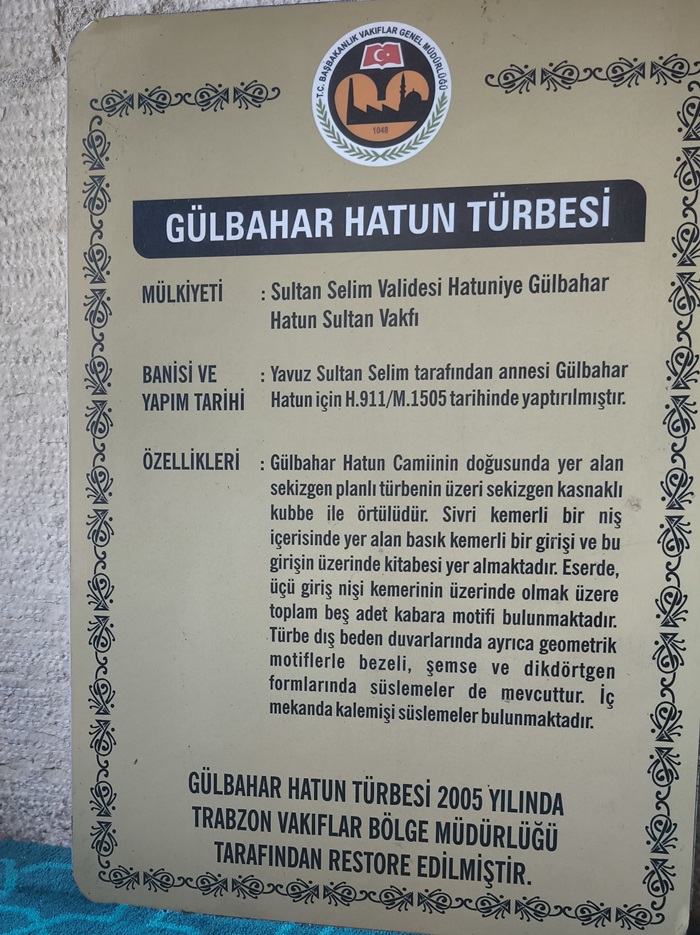 T.C. BAŞBAKANLIK VAKIFLAR GENEL MÜDÜRLÜĞÜ
1048
GÜLBAHAR HATUN TÜRBESİ
MÜLKİYETİ : Sultan Selim Validesi Hatuniye Gülbahar
Hatun Sultan Vakfı
BANİSİ VE : Yavuz Sultan Selim tarafından annesi Gülbahar
YAPIM TARİHİ Hatun için H.911/M.1505 tarihinde yaptırılmıştır.
ÖZELLİKLERİ : Gülbahar Hatun Camiinin doğusunda yer alan
sekizgen planlı türbenin üzeri sekizgen kasnaklı
kubbe ile örtülüdür. Sivri kemerli bir niş
içerisinde yer alan basık kemerli bir girişi ve bu
girişin üzerinde kitabesi yer almaktadır. Eserde,
üçü giriş nişi kemerinin üzerinde olmak üzere
toplam beş adet kabara motifi bulunmaktadır.
Türbe dış beden duvarlarında ayrıca geometrik
motiflerle bezeli, şemse ve dikdörtgen
formlarında süslemeler de mevcuttur. İç
mekanda kalemişi süslemeler bulunmaktadır.
GÜLBAHAR HATUN TÜRBESİ 2005 YILINDA
TRABZON VAKIFLAR BÖLGE MÜDÜRLÜĞÜ
TARAFINDAN RESTORE EDİLMİŞTİR.